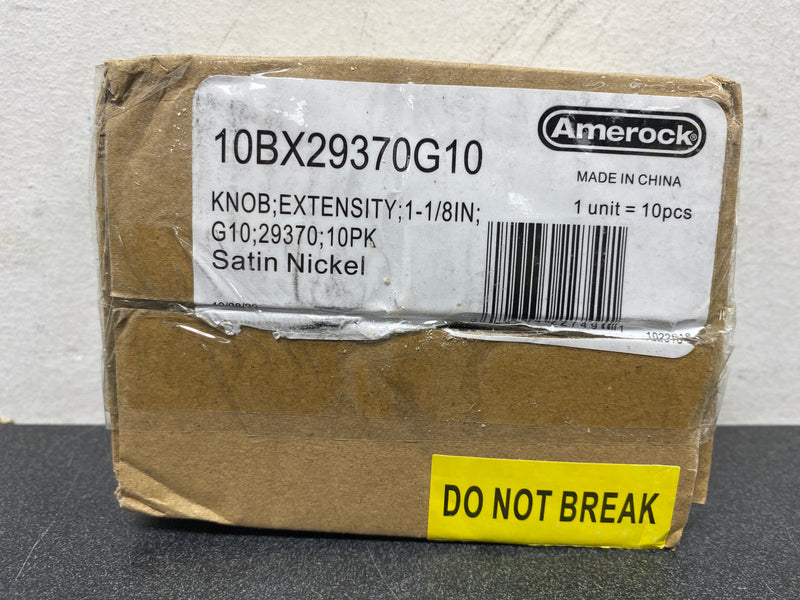 10BX29370G10
Amerock
MADE IN CHINA
KNOB;EXTENSITY;1-1/8IN;
1 unit = 10pcs
G10;29370;10PK
Satin Nickel
DO NOT BREAK